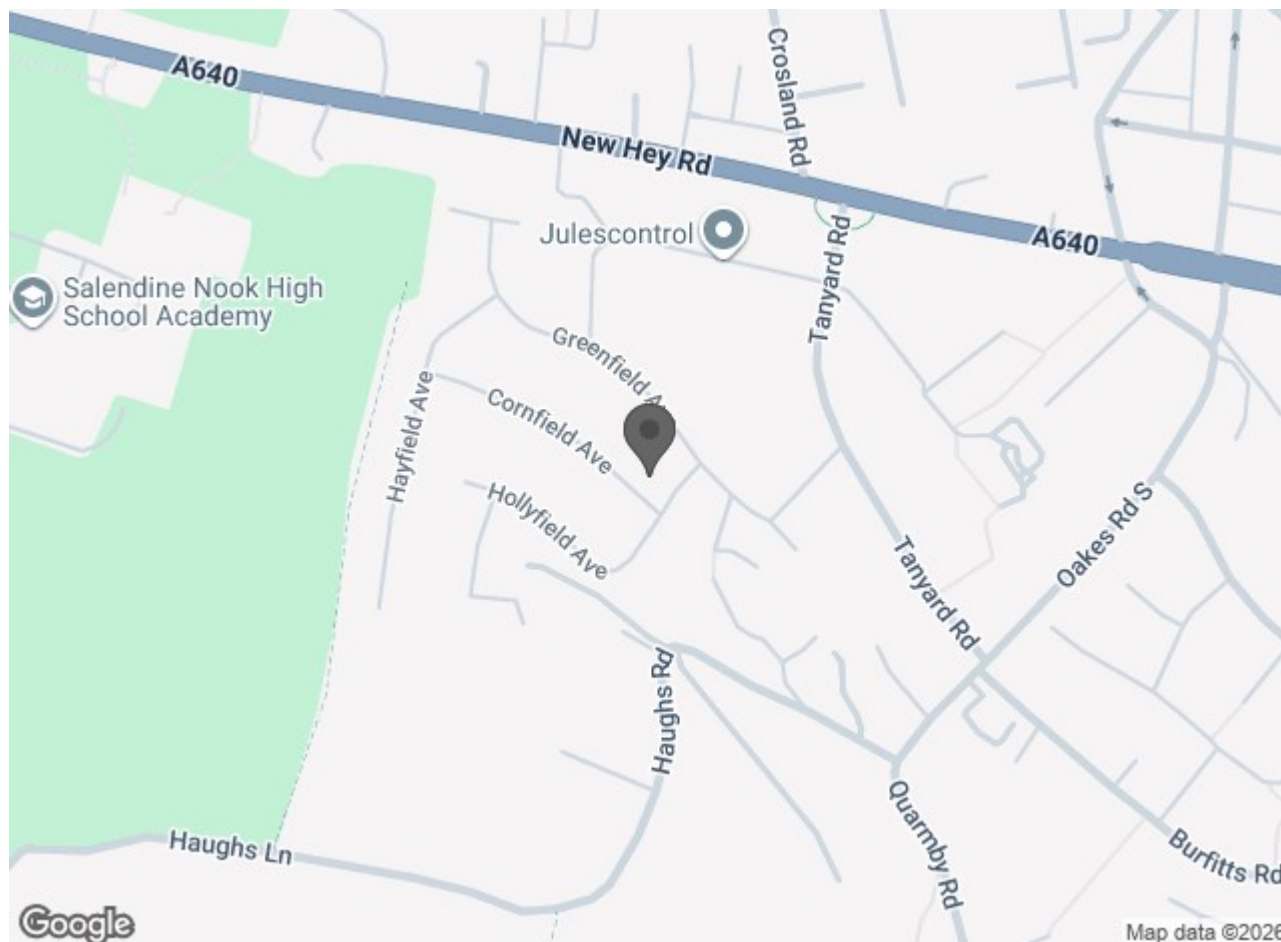 A640
Crosland Rd
New Hey Rd
Julescontrol
A640
Tanyard Rd
Salendine Nook High
School Academy
Greenfield A
Cornfield Ave
Hayfield Ave
Hollyfield Ave
Oakes Rd S
Tanyard Rd
Haughs Rd
Quarmby Rd
Haughs Ln
Burfitts Rd
Google
Map data ©2026